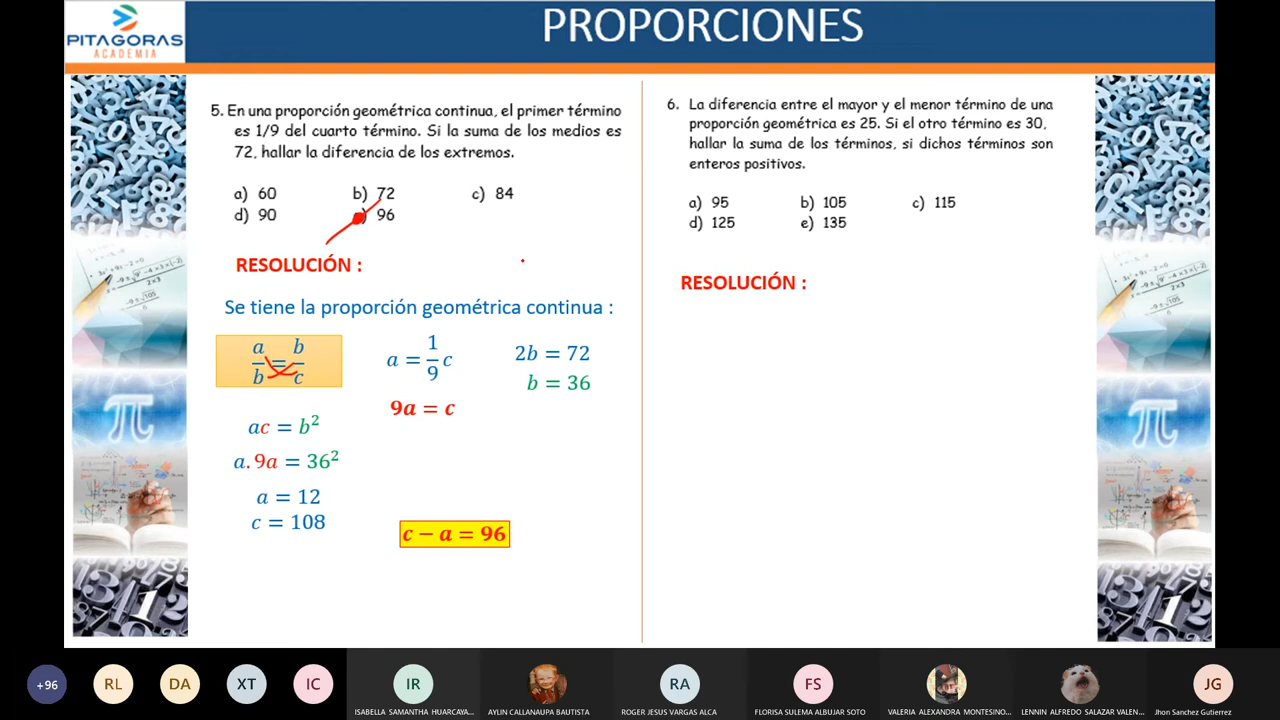 PITAGORAS
ACADEMIA
PROPORCIONES
5. En una proporción geométrica continua, el primer término
es 1/9 del cuarto término. Si la suma de los medios es
72, hallar la diferencia de los extremos.
a) 60 b) 72 c) 84
d) 90 ) 96
RESOLUCIÓN :
Se tiene la proporción geométrica continua :
a/b = b/c
a = 1/9 c
9a = c
2b = 72
b = 36
ac = b²
a. 9a = 36²
a = 12
c = 108
c − a = 96
6. La diferencia entre el mayor y el menor término de una
proporción geométrica es 25. Si el otro término es 30,
hallar la suma de los términos, si dichos términos son
enteros positivos.
a) 95 b) 105 c) 115
d) 125 e) 135
RESOLUCIÓN :
+96 RL DA XT IC IR RA FS JG
ISABELLA SAMANTHA HUARCAYA... AYLIN CALLANAUPA BAUTISTA ROGER JESUS VARGAS ALCA FLORISA SULEMA ALBUJAR SOTO VALERIA ALEXANDRA MONTESINO... LENNIN ALFREDO SALAZAR VALEN... Jhon Sanchez Gutierrez